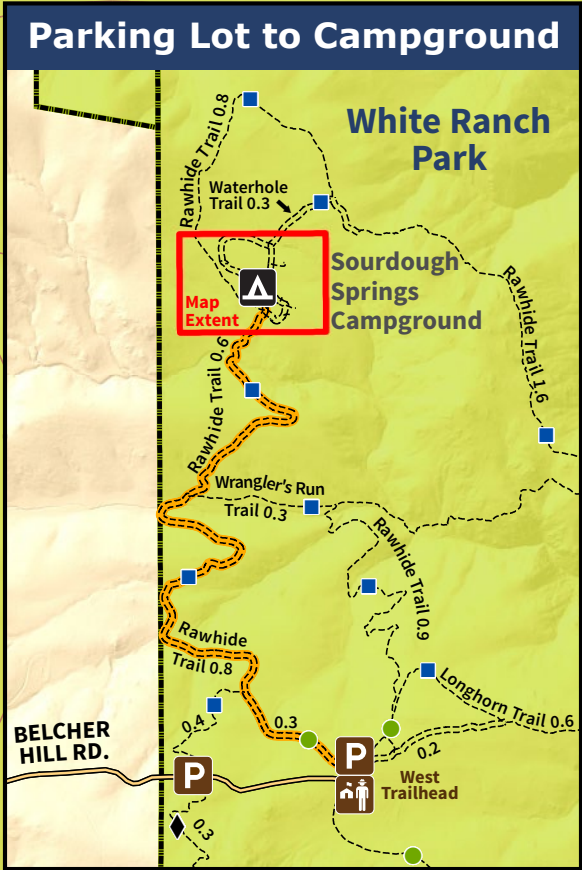 Parking Lot to Campground
White Ranch
Park
Rawhide Trail 0.8
Waterhole
Trail 0.3
Sourdough
Springs
Campground
Map
Extent
Rawhide Trail 1.6
Rawhide Trail 0.6
Wrangler's Run
Trail 0.3
Rawhide Trail 0.9
Rawhide
Trail 0.8
Longhorn Trail 0.6
0.4
0.3
BELCHER
HILL RD.
P
P
0.2
West
Trailhead
0.3